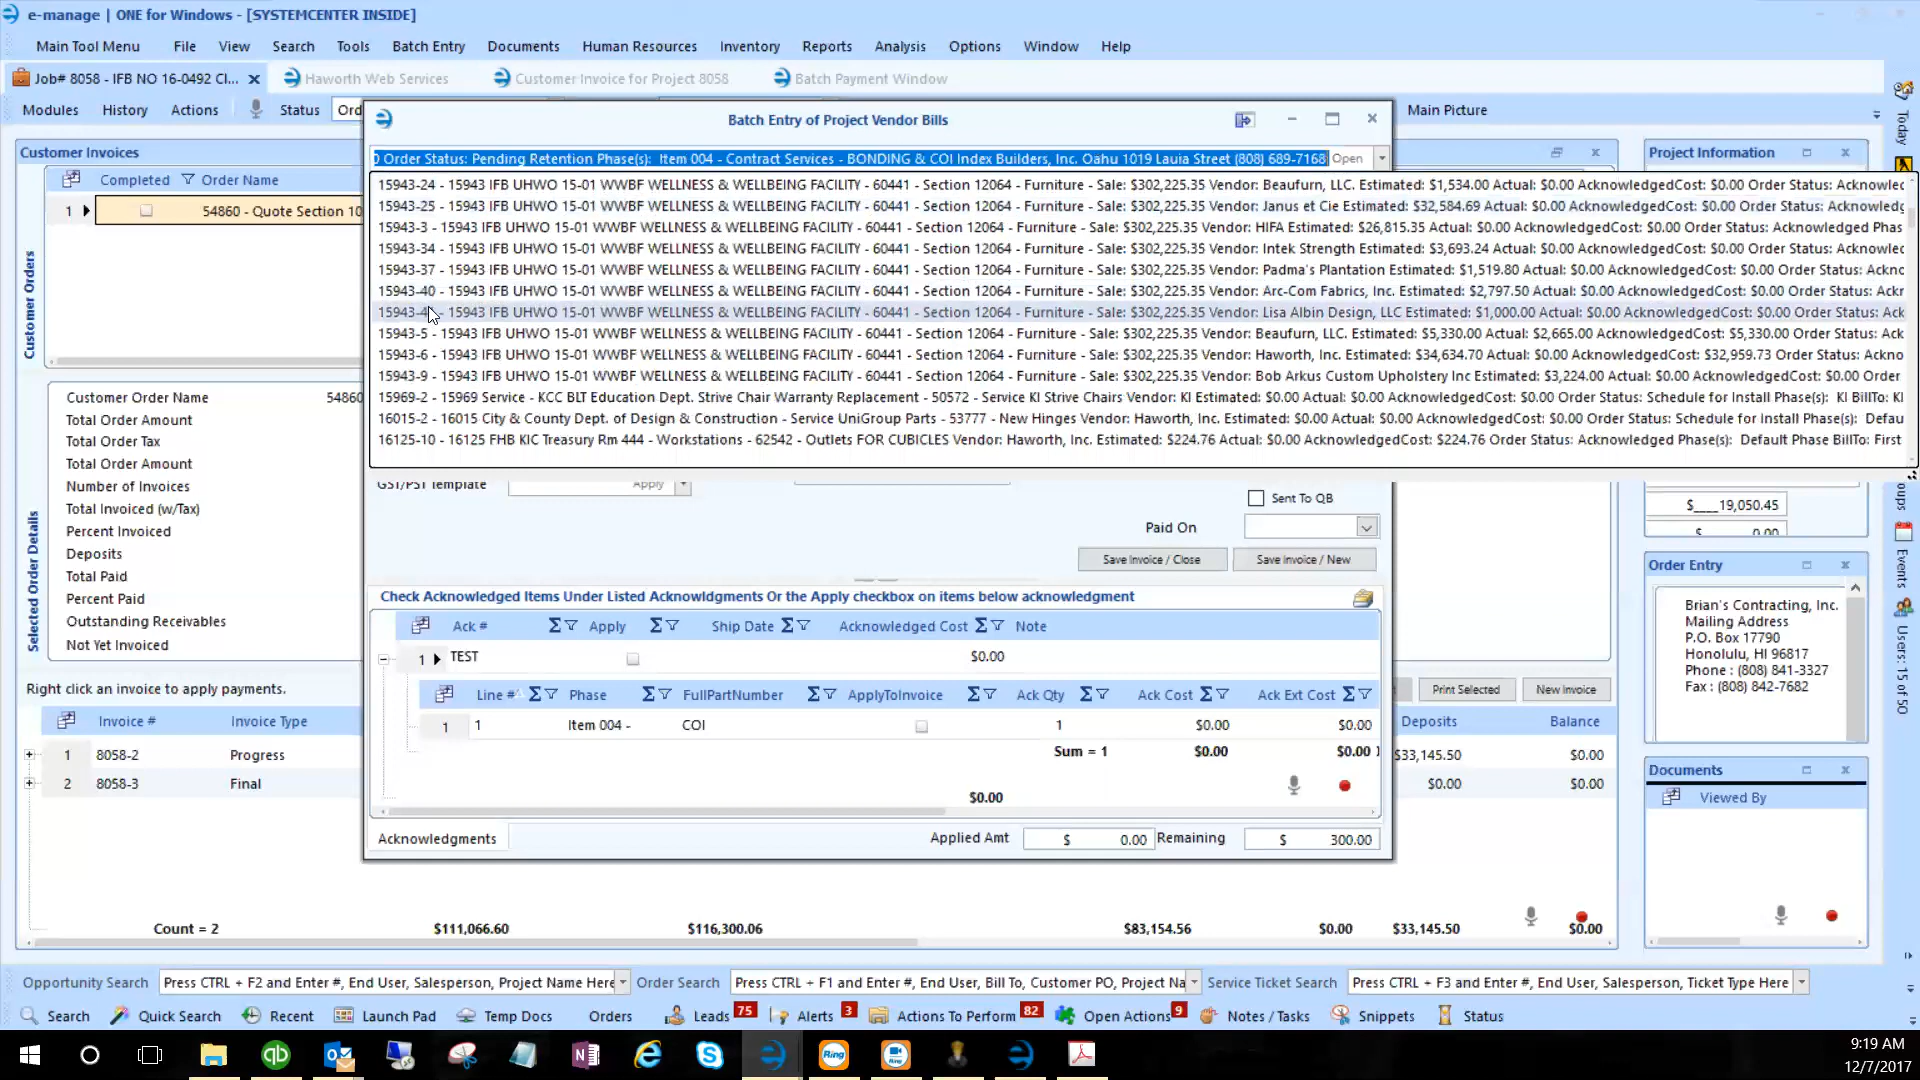 e-manage | ONE for Windows - [SYSTEMCENTER INSIDE]
Main Tool Menu File View Search Tools Batch Entry Documents Human Resources Inventory Reports Analysis Options Window Help
Job# 8058 - IFB NO 16-0492 Cl... Haworth Web Services Customer Invoice for Project 8058 Batch Payment Window
Modules History Actions Status Ord Main Picture
Batch Entry of Project Vendor Bills
Today
Customer Invoices
Order Status: Pending Retention Phase(s): Item 004 - Contract Services - BONDING & COI Index Builders, Inc. Oahu 1019 Lauia Street (808) 689-7168 Open
Project Information
Completed Order Name
1 54860 - Quote Section 10
Customer Orders
15943-24 - 15943 IFB UHWO 15-01 WWBF WELLNESS & WELLBEING FACILITY - 60441 - Section 12064 - Furniture - Sale: $302,225.35 Vendor: Beaufurn, LLC. Estimated: $1,534.00 Actual: $0.00 AcknowledgedCost: $0.00 Order Status: Acknowlec
15943-25 - 15943 IFB UHWO 15-01 WWBF WELLNESS & WELLBEING FACILITY - 60441 - Section 12064 - Furniture - Sale: $302,225.35 Vendor: Janus et Cie Estimated: $32,584.69 Actual: $0.00 AcknowledgedCost: $0.00 Order Status: Acknowledg
15943-3 - 15943 IFB UHWO 15-01 WWBF WELLNESS & WELLBEING FACILITY - 60441 - Section 12064 - Furniture - Sale: $302,225.35 Vendor: HIFA Estimated: $26,815.35 Actual: $0.00 AcknowledgedCost: $0.00 Order Status: Acknowledged Phas
15943-34 - 15943 IFB UHWO 15-01 WWBF WELLNESS & WELLBEING FACILITY - 60441 - Section 12064 - Furniture - Sale: $302,225.35 Vendor: Intek Strength Estimated: $3,693.24 Actual: $0.00 AcknowledgedCost: $0.00 Order Status: Acknowlec
15943-37 - 15943 IFB UHWO 15-01 WWBF WELLNESS & WELLBEING FACILITY - 60441 - Section 12064 - Furniture - Sale: $302,225.35 Vendor: Padma's Plantation Estimated: $1,519.80 Actual: $0.00 AcknowledgedCost: $0.00 Order Status: Ackno
15943-40 - 15943 IFB UHWO 15-01 WWBF WELLNESS & WELLBEING FACILITY - 60441 - Section 12064 - Furniture - Sale: $302,225.35 Vendor: Arc-Com Fabrics, Inc. Estimated: $2,797.50 Actual: $0.00 AcknowledgedCost: $0.00 Order Status: Acknr
15943-4 - 15943 IFB UHWO 15-01 WWBF WELLNESS & WELLBEING FACILITY - 60441 - Section 12064 - Furniture - Sale: $302,225.35 Vendor: Lisa Albin Design, LLC Estimated: $1,000.00 Actual: $0.00 AcknowledgedCost: $0.00 Order Status: Ack
15943-5 - 15943 IFB UHWO 15-01 WWBF WELLNESS & WELLBEING FACILITY - 60441 - Section 12064 - Furniture - Sale: $302,225.35 Vendor: Beaufurn, LLC. Estimated: $5,330.00 Actual: $2,665.00 AcknowledgedCost: $5,330.00 Order Status: Ack
15943-6 - 15943 IFB UHWO 15-01 WWBF WELLNESS & WELLBEING FACILITY - 60441 - Section 12064 - Furniture - Sale: $302,225.35 Vendor: Haworth, Inc. Estimated: $34,634.70 Actual: $0.00 AcknowledgedCost: $32,959.73 Order Status: Ackno
15943-9 - 15943 IFB UHWO 15-01 WWBF WELLNESS & WELLBEING FACILITY - 60441 - Section 12064 - Furniture - Sale: $302,225.35 Vendor: Bob Arkus Custom Upholstery Inc Estimated: $3,224.00 Actual: $0.00 AcknowledgedCost: $0.00 Order
15969-2 - 15969 Service - KCC BLT Education Dept. Strive Chair Warranty Replacement - 50572 - Service KI Strive Chairs Vendor: KI Estimated: $0.00 Actual: $0.00 AcknowledgedCost: $0.00 Order Status: Schedule for Install Phase(s): KI BillTo: KI
16015-2 - 16015 City & County Dept. of Design & Construction - Service UniGroup Parts - 53777 - New Hinges Vendor: Haworth, Inc. Estimated: $0.00 Actual: $0.00 AcknowledgedCost: $0.00 Order Status: Schedule for Install Phase(s): Defau
16125-10 - 16125 FHB KIC Treasury Rm 444 - Workstations - 62542 - Outlets FOR CUBICLES Vendor: Haworth, Inc. Estimated: $224.76 Actual: $0.00 AcknowledgedCost: $224.76 Order Status: Acknowledged Phase(s): Default Phase BillTo: First
Selected Order Details
Customer Order Name 54860
Total Order Amount
Total Order Tax
Total Order Amount
Number of Invoices
Total Invoiced (w/Tax)
Percent Invoiced
Deposits
Total Paid
Percent Paid
Outstanding Receivables
Not Yet Invoiced
GST/PST Template Apply
Sent To QB
Paid On
Save Invoice / Close Save Invoice / New
$ 19,050.45
$ 0.00
oups
Events
Users: 15 of 50
Check Acknowledged Items Under Listed Acknowldgments Or the Apply checkbox on items below acknowledgment
Ack # Apply Ship Date Acknowledged Cost Note
1 TEST $0.00
Line # Phase FullPartNumber ApplyToInvoice Ack Qty Ack Cost Ack Ext Cost
1 1 Item 004 - COI 1 $0.00 $0.00
Sum = 1 $0.00 $0.00
$0.00
Acknowledgments Applied Amt $ 0.00 Remaining $ 300.00
Order Entry
Brian's Contracting, Inc.
Mailing Address
P.O. Box 17790
Honolulu, HI 96817
Phone : (808) 841-3327
Fax : (808) 842-7682
Right click an invoice to apply payments. Print Selected New Invoice
Invoice # Invoice Type Deposits Balance
1 8058-2 Progress $33,145.50 $0.00
2 8058-3 Final $0.00 $0.00
Documents
Viewed By
Count = 2 $111,066.60 $116,300.06 $83,154.56 $0.00 $33,145.50 $0.00
Opportunity Search Press CTRL + F2 and Enter #, End User, Salesperson, Project Name Here Order Search Press CTRL + F1 and Enter #, End User, Bill To, Customer PO, Project Na Service Ticket Search Press CTRL + F3 and Enter #, End User, Salesperson, Ticket Type Here
Search Quick Search Recent Launch Pad Temp Docs Orders Leads 75 Alerts 3 Actions To Perform 82 Open Actions 9 Notes / Tasks Snippets Status
Ring
9:19 AM
12/7/2017